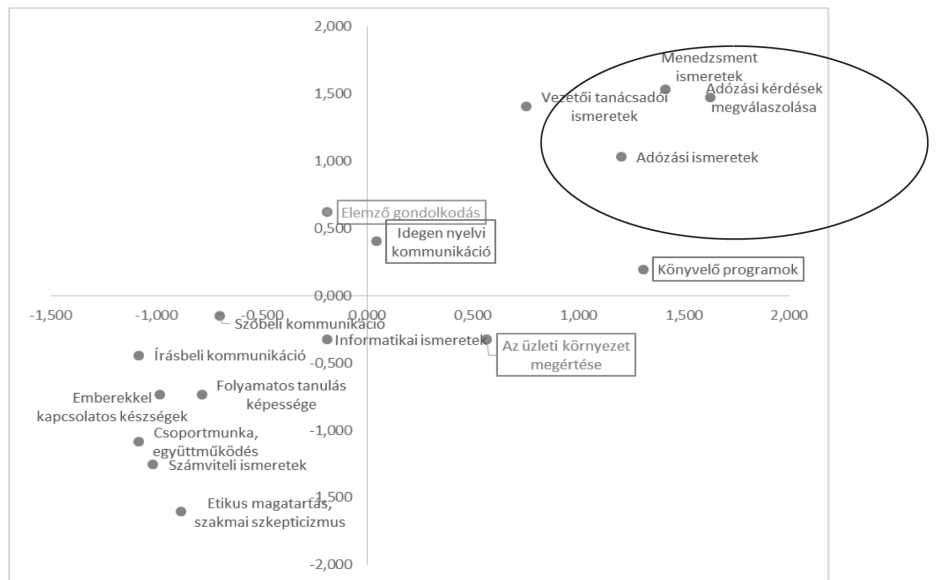 2,000
Menedzsment
ismeretek
Adózási kérdések
megválaszolása
1,500
Vezetői tanácsadói
ismeretek
1,000
Adózási ismeretek
Elemző gondolkodás
0,500
Idegen nyelvi
kommunikáció
Könyvelő programok
0,000
-1,500
-1,000
-0,500
0,000
0,500
1,000
1,500
2,000
Szóbeli kommunikáció
Informatikai ismeretek
Az üzleti környezet
megértése
Írásbeli kommunikáció
-0,500
Folyamatos tanulás
képessége
Emberekkel
kapcsolatos készségek
-1,000
Csoportmunka,
együttműködés
Számviteli ismeretek
-1,500
Etikus magatartás,
szakmai szkepticizmus
-2,000